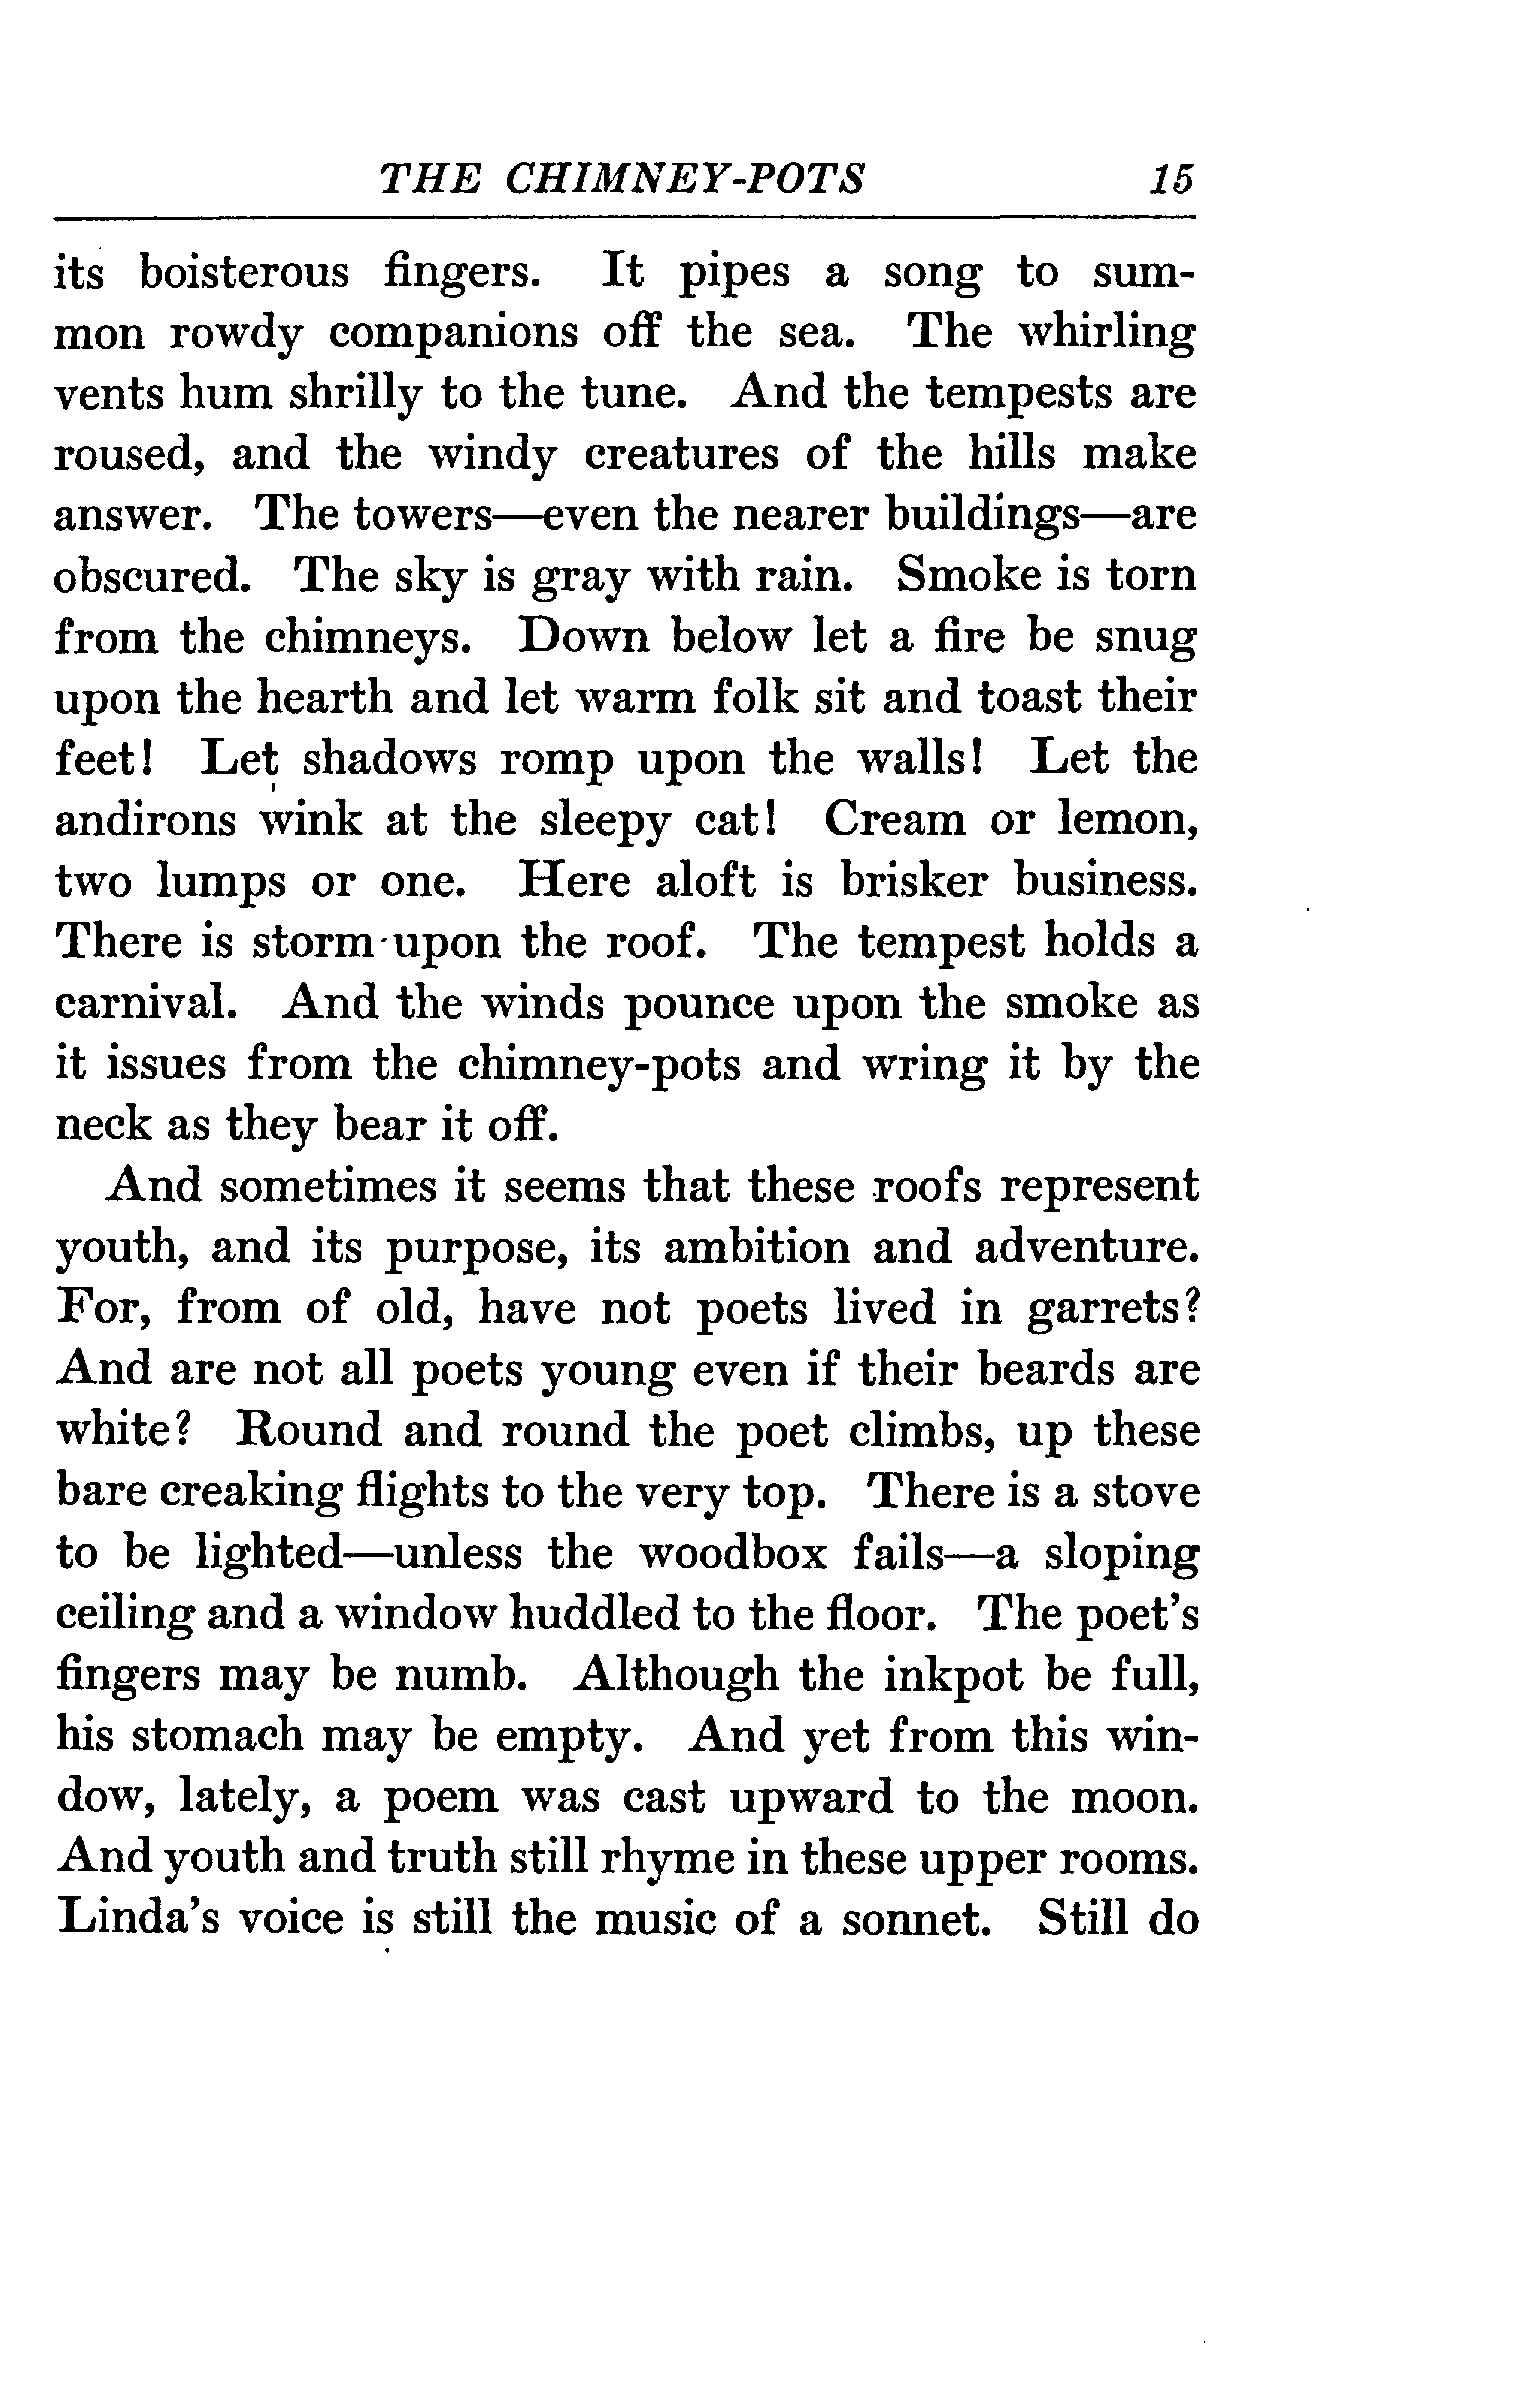 THE CHIMNEY-POTS 15
its boisterous fingers. It pipes a song to sum-
mon rowdy companions off the sea. The whirling
vents hum shrilly to the tune. And the tempests are
roused, and the windy creatures of the hills make
answer. The towers—even the nearer buildings—are
obscured. The sky is gray with rain. Smoke is torn
from the chimneys. Down below let a fire be snug
upon the hearth and let warm folk sit and toast their
feet! Let shadows romp upon the walls! Let the
andirons wink at the sleepy cat! Cream or lemon,
two lumps or one. Here aloft is brisker business.
There is storm upon the roof. The tempest holds a
carnival. And the winds pounce upon the smoke as
it issues from the chimney-pots and wring it by the
neck as they bear it off.
And sometimes it seems that these roofs represent
youth, and its purpose, its ambition and adventure.
For, from of old, have not poets lived in garrets?
And are not all poets young even if their beards are
white? Round and round the poet climbs, up these
bare creaking flights to the very top. There is a stove
to be lighted—unless the woodbox fails—a sloping
ceiling and a window huddled to the floor. The poet's
fingers may be numb. Although the inkpot be full,
his stomach may be empty. And yet from this win-
dow, lately, a poem was cast upward to the moon.
And youth and truth still rhyme in these upper rooms.
Linda's voice is still the music of a sonnet. Still do